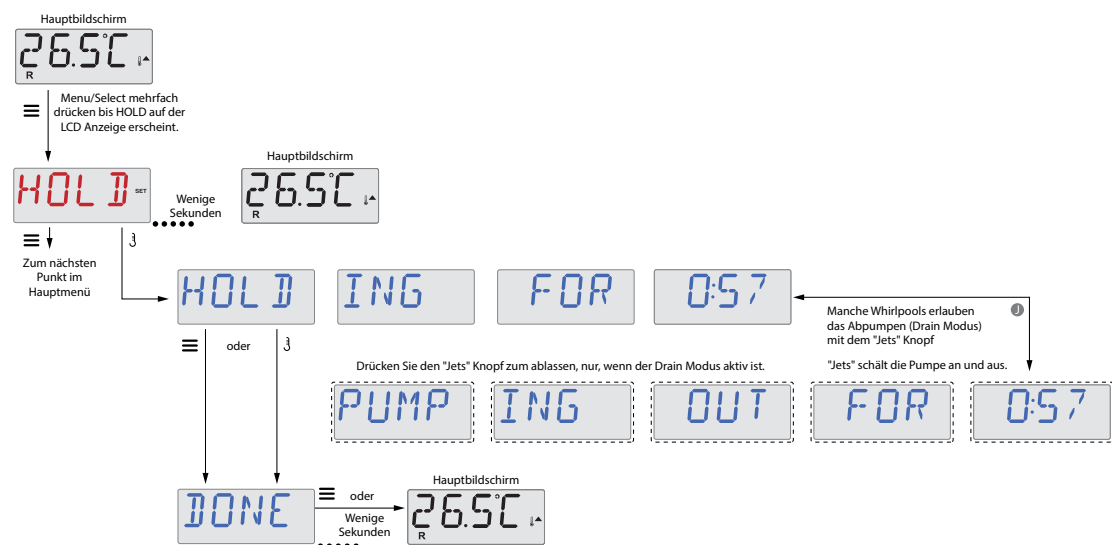 Hauptbildschirm
26.5°C
R
Menu/Select mehrfach
drücken bis HOLD auf der
LCD Anzeige erscheint.
HOLD SET
Wenige
Sekunden
Hauptbildschirm
26.5°C
R
Zum nächsten
Punkt im
Hauptmenü
HOLD
ING
FOR
0:57
Manche Whirlpools erlauben
das Abpumpen (Drain Modus)
mit dem "Jets" Knopf
J
oder
Drücken Sie den "Jets" Knopf zum ablassen, nur, wenn der Drain Modus aktiv ist.
"Jets" schält die Pumpe an und aus.
PUMP
ING
OUT
FOR
0:57
DONE
oder
Wenige
Sekunden
Hauptbildschirm
26.5°C
R